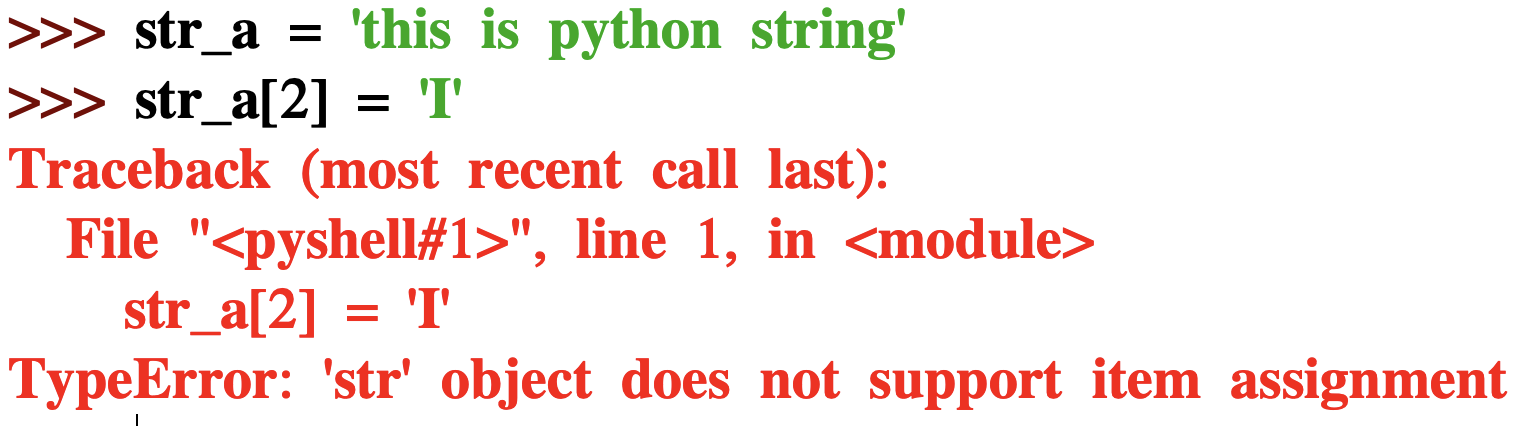 >>> str_a = 'this is python string'
>>> str_a[2] = 'I'
Traceback (most recent call last):
  File "<pyshell#1>", line 1, in <module>
    str_a[2] = 'I'
TypeError: 'str' object does not support item assignment